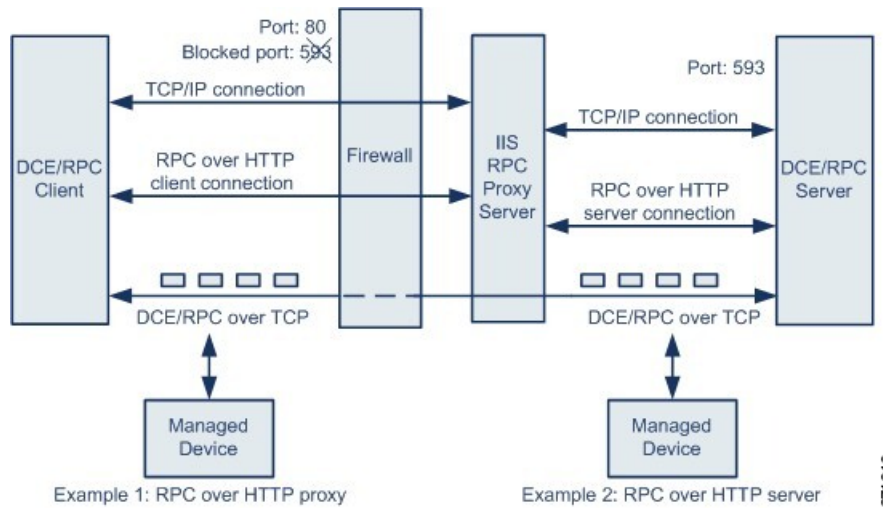 Port: 80
Blocked port: 593
Port: 593
TCP/IP connection
TCP/IP connection
DCE/RPC
Client
RPC over HTTP
client connection
Firewall
IIS
RPC
Proxy
Server
RPC over HTTP
server connection
DCE/RPC
Server
DCE/RPC over TCP
DCE/RPC over TCP
Managed
Device
Managed
Device
Example 1: RPC over HTTP proxy
Example 2: RPC over HTTP server